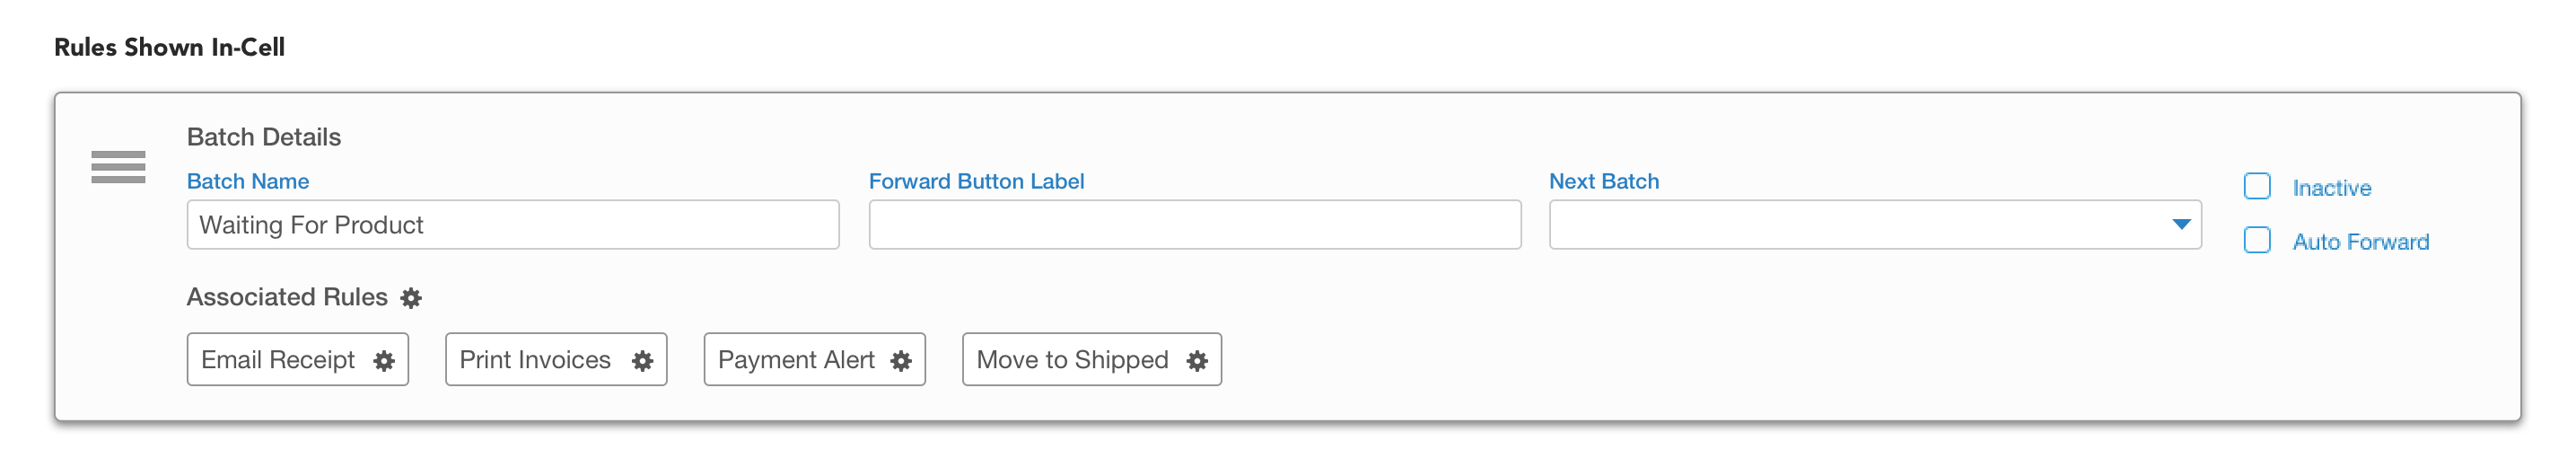 Rules Shown In-Cell
Batch Details
Batch Name
Forward Button Label
Next Batch
Inactive
Waiting For Product
Auto Forward
Associated Rules
Email Receipt
Print Invoices
Payment Alert
Move to Shipped